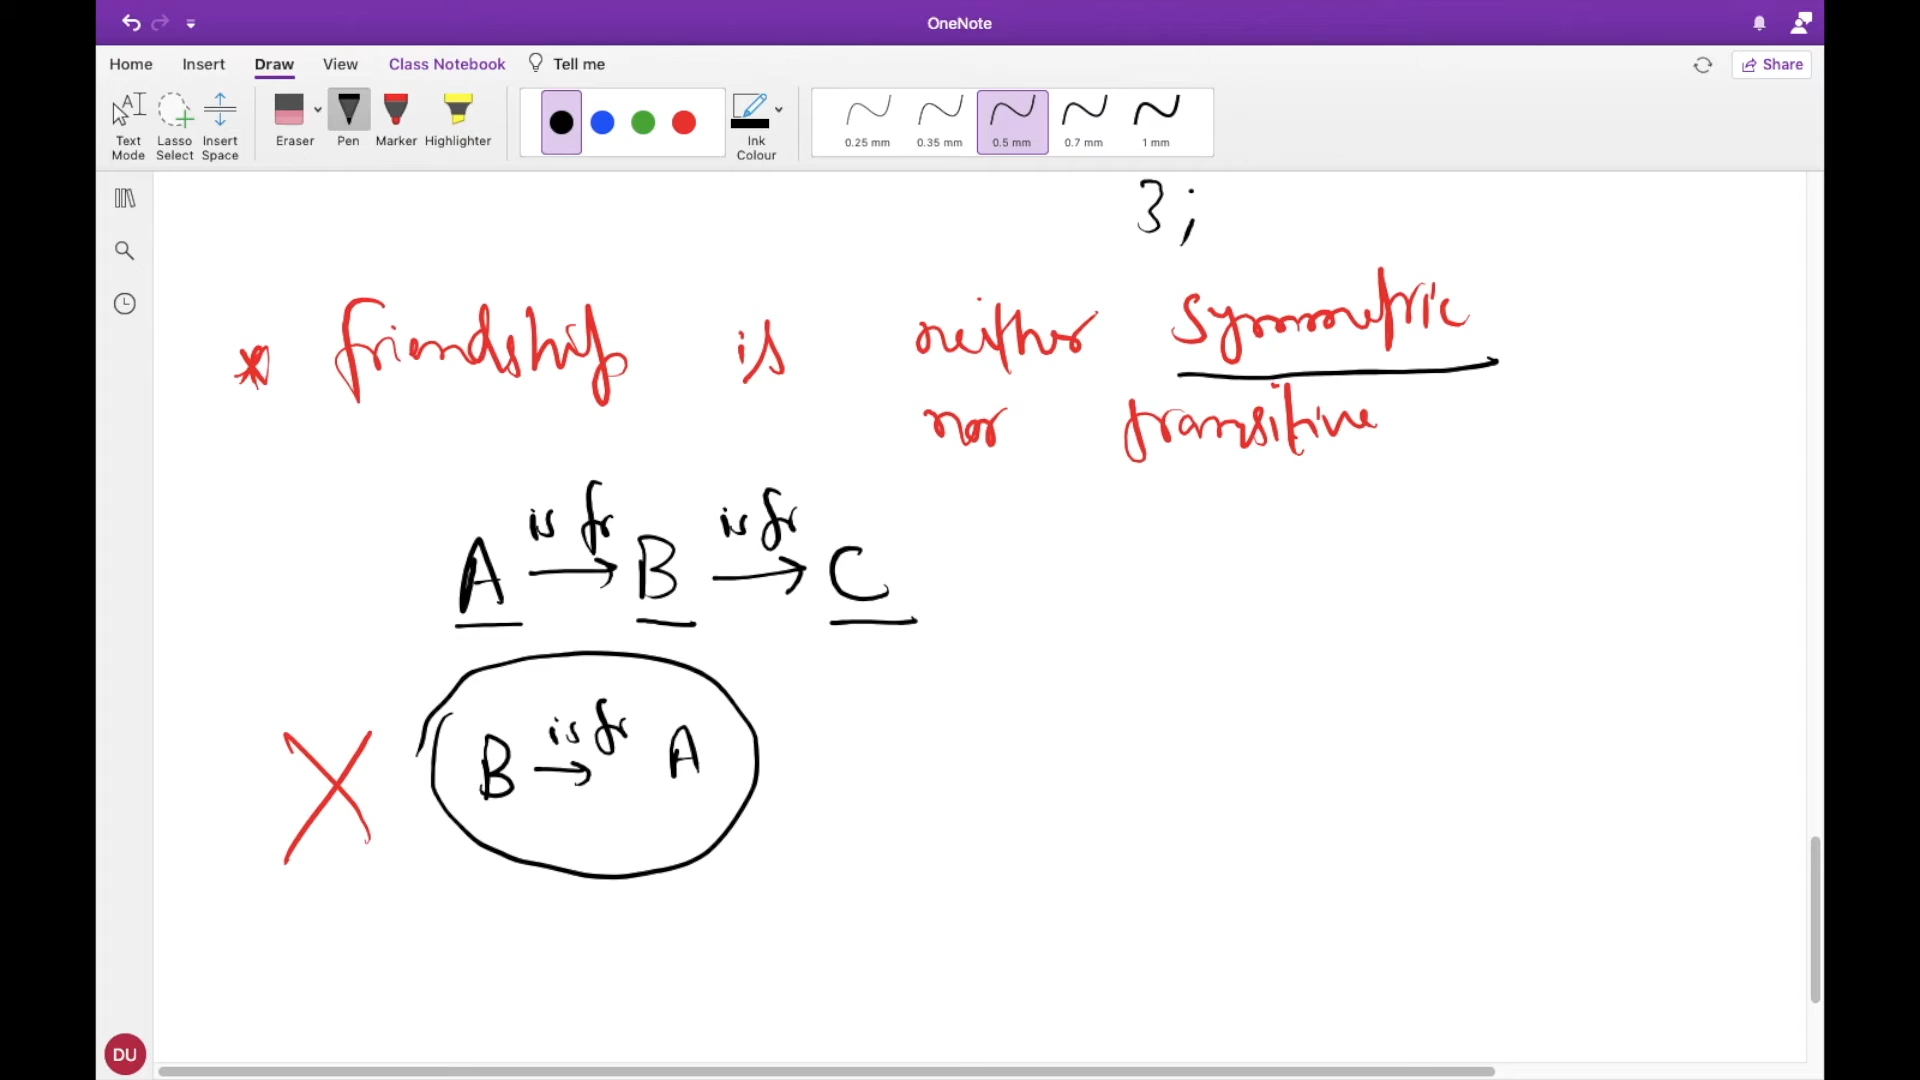 OneNote
Home Insert Draw View Class Notebook Tell me Share
Text Mode
Lasso Select
Insert Space
Eraser
Pen
Marker
Highlighter
Ink Colour
0.25 mm 0.35 mm 0.5 mm 0.7 mm 1 mm
};
* friendship is neither symmetric
nor transitive
is fr is fr
A → B → C
is fr
X B → A
DU